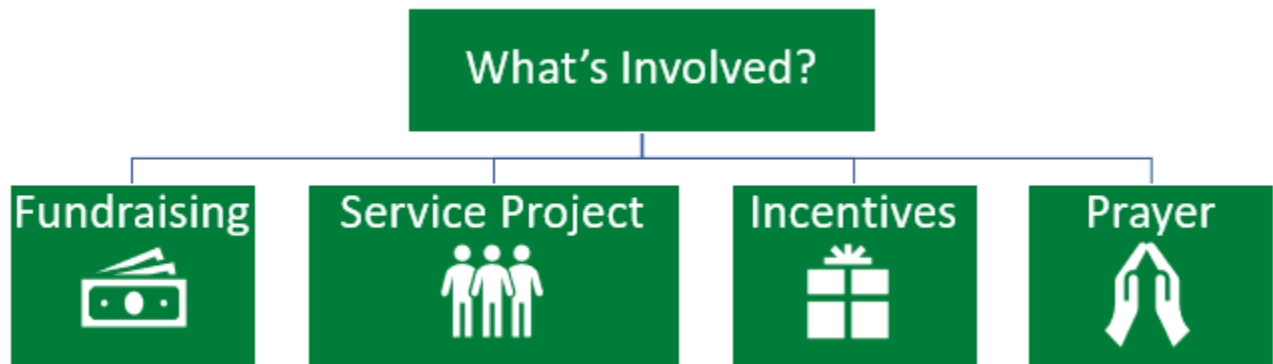 What’s Involved?
Fundraising
Service Project
Incentives
Prayer